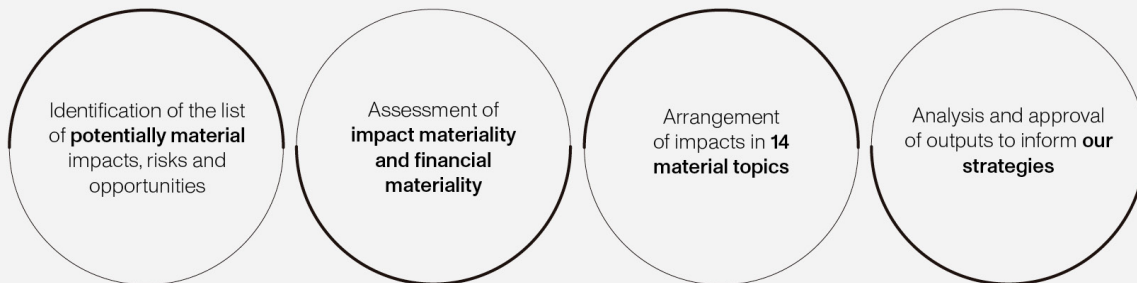 Identification of the list
of potentially material
impacts, risks and
opportunities
Assessment of
impact materiality
and financial
materiality
Arrangement
of impacts in 14
material topics
Analysis and approval
of outputs to inform our
strategies